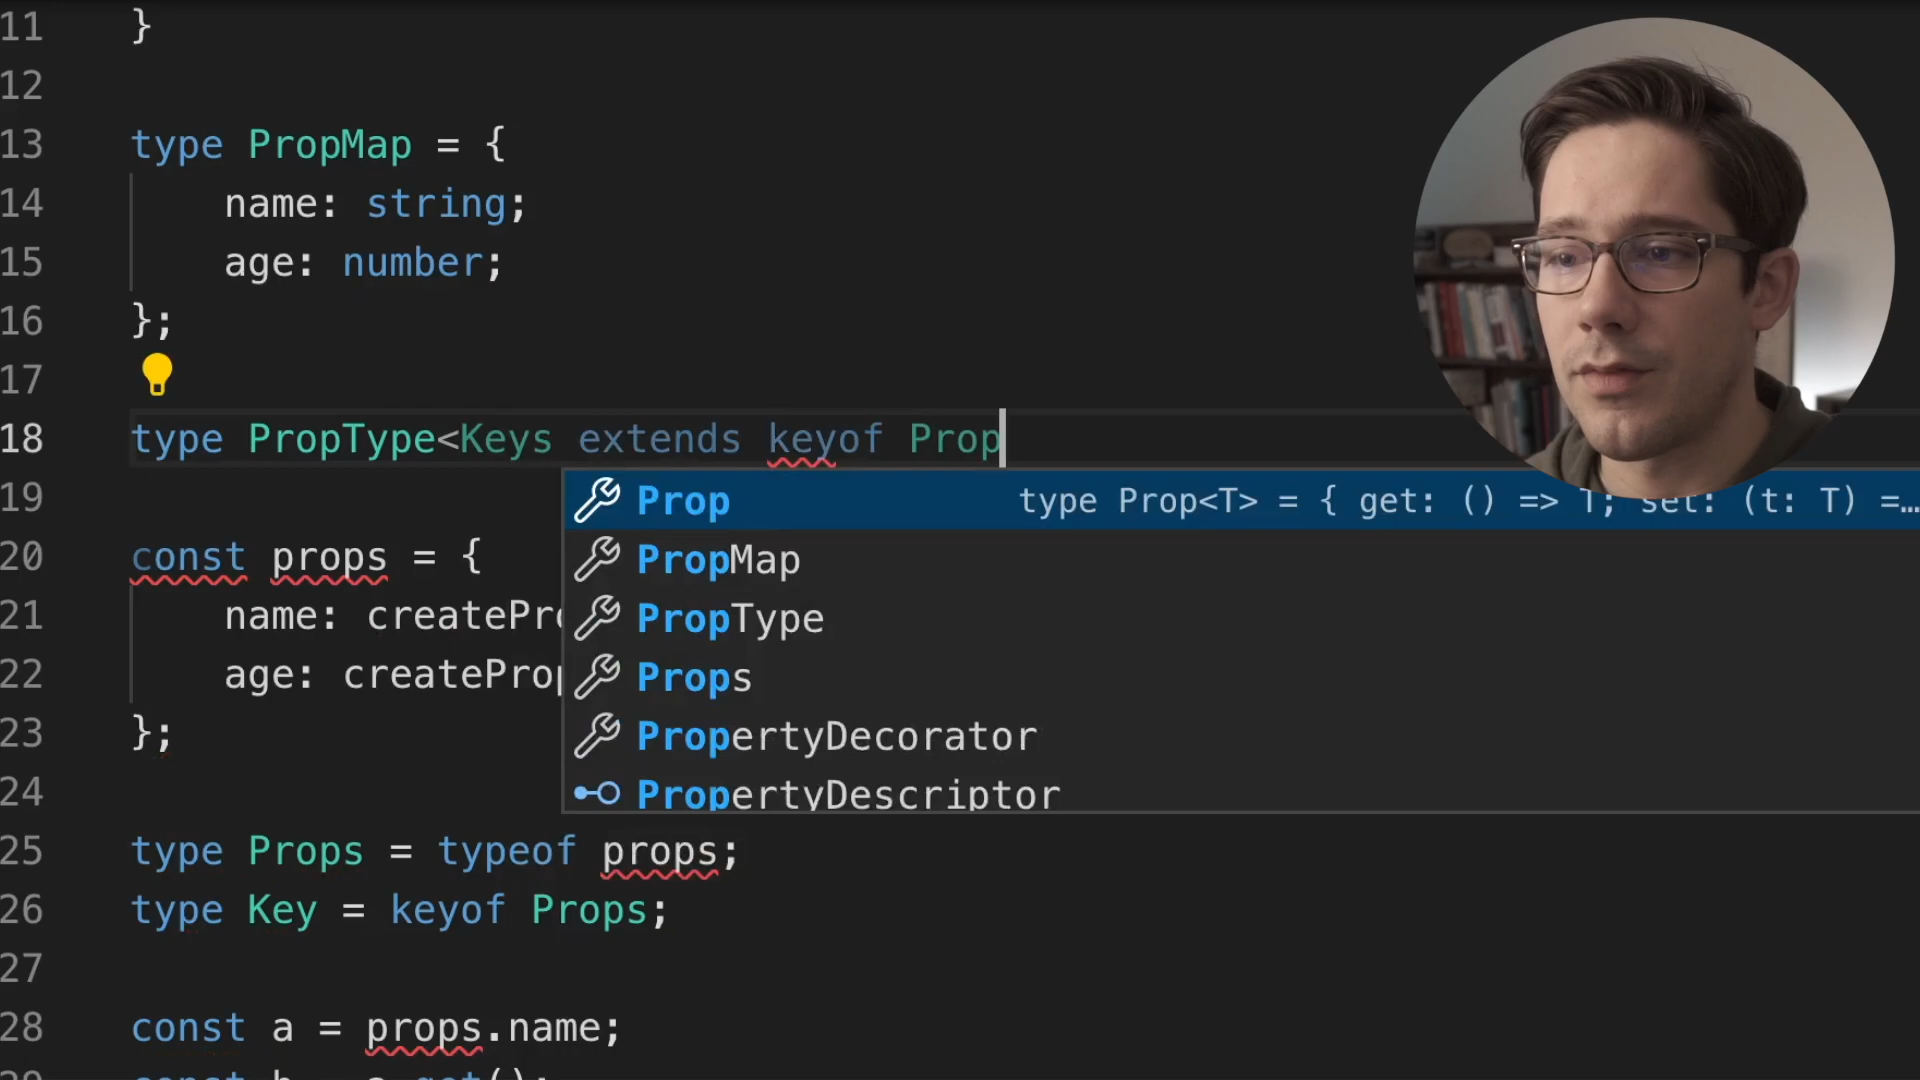 11 }
12
13 type PropMap = {
14 name: string;
15 age: number;
16 };
17
18 type PropType<Keys extends keyof Prop
19 Prop type Prop<T> = { get: () => T; set: (t: T) =…
PropMap
20 const props = {
PropType
21 name: createPro
Props
22 age: createProp
PropertyDecorator
23 };
PropertyDescriptor
24
25 type Props = typeof props;
26 type Key = keyof Props;
27
28 const a = props.name;